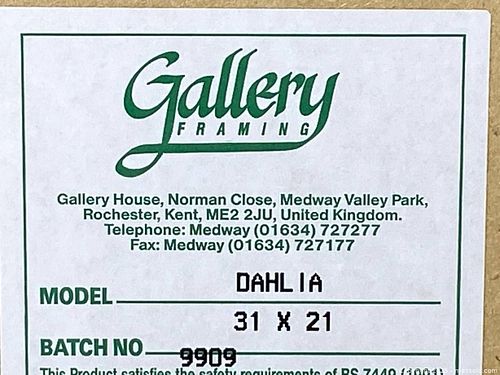 Gallery
FRAMING
Gallery House, Norman Close, Medway Valley Park,
Rochester, Kent, ME2 2JU, United Kingdom.
Telephone: Medway (01634) 727277
Fax: Medway (01634) 727177
MODEL DAHLIA
31 X 21
BATCH NO 9909
This Product satisfies the safety requirements of BS 7449 (1991)